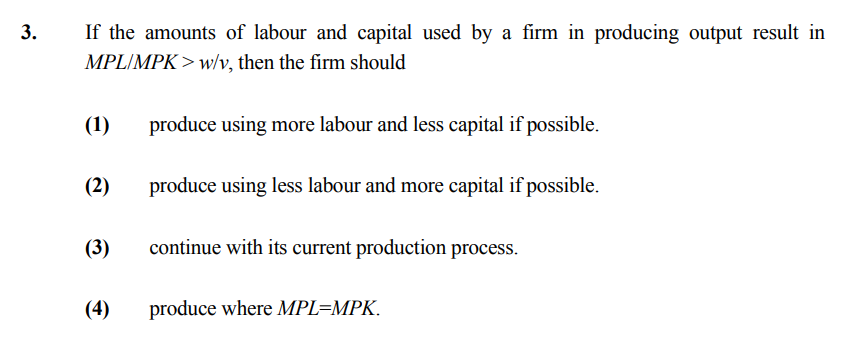 3. If the amounts of labour and capital used by a firm in producing output result in
MPL/MPK > w/v, then the firm should
(1) produce using more labour and less capital if possible.
(2) produce using less labour and more capital if possible.
(3) continue with its current production process.
(4) produce where MPL=MPK.